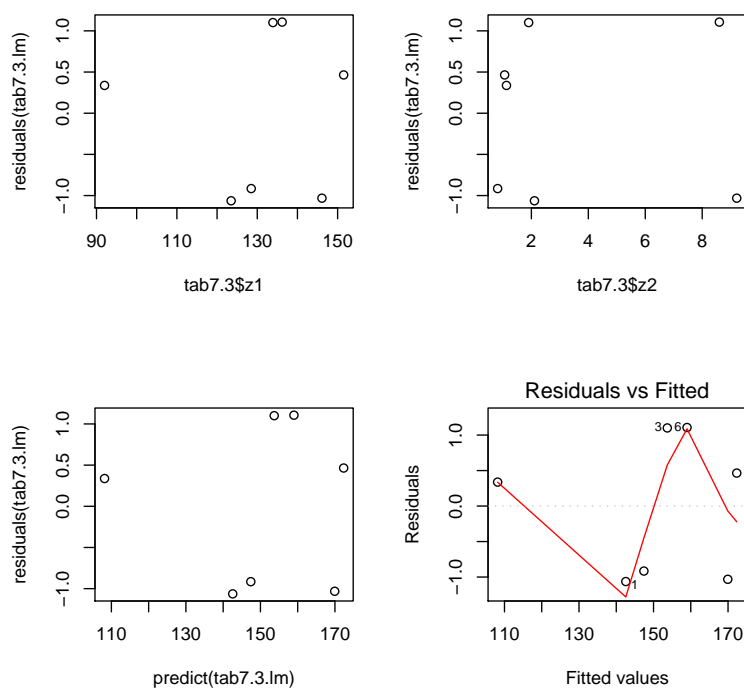 residuals(tab7.3.lm)
−1.0 0.0 0.5 1.0
90 110 130 150
tab7.3$z1
residuals(tab7.3.lm)
−1.0 0.0 0.5 1.0
2 4 6 8
tab7.3$z2
residuals(tab7.3.lm)
−1.0 0.0 0.5 1.0
110 130 150 170
predict(tab7.3.lm)
Residuals vs Fitted
Residuals
−1.0 0.0 0.5 1.0
3 6
1
110 130 150 170
Fitted values